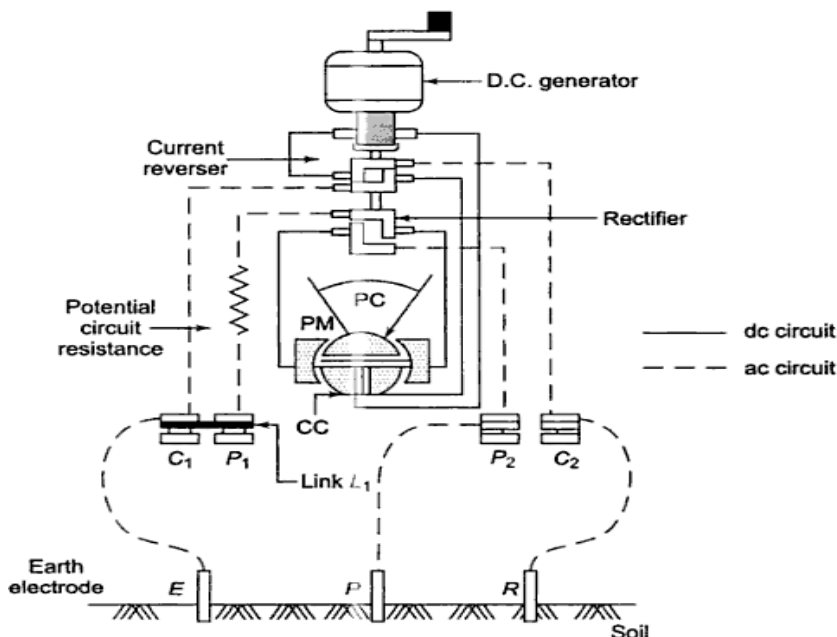 D.C. generator
Current
reverser
Rectifier
Potential
circuit
resistance
PC
PM
dc circuit
ac circuit
CC
C1
P1
P2
C2
Link L1
Earth
electrode
E
P
R
Soil